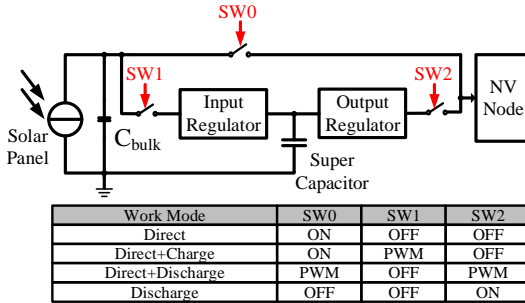 SW0
SW1
SW2
Input
Regulator
Output
Regulator
NV
Node
Solar
Panel
Cbulk
Super
Capacitor
Work Mode SW0 SW1 SW2
Direct ON OFF OFF
Direct+Charge ON PWM OFF
Direct+Discharge PWM OFF PWM
Discharge OFF OFF ON